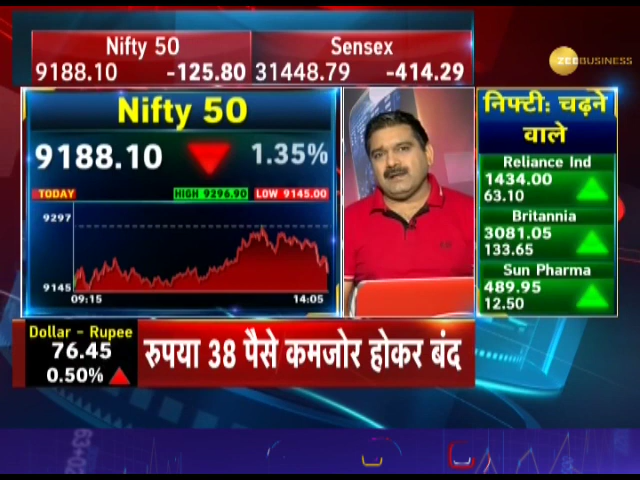 Nifty 50
9188.10 -125.80
Sensex
31448.79 -414.29
ZEEBUSINESS
Nifty 50
9188.10 1.35%
TODAY HIGH 9296.90 LOW 9145.00
9297
9145
09:15 14:05
निफ्टी: चढ़ने
वाले
Reliance Ind
1434.00
63.10
Britannia
3081.05
133.65
Sun Pharma
489.95
12.50
Dollar - Rupee
76.45
0.50%
रुपया 38 पैसे कमजोर होकर बंद